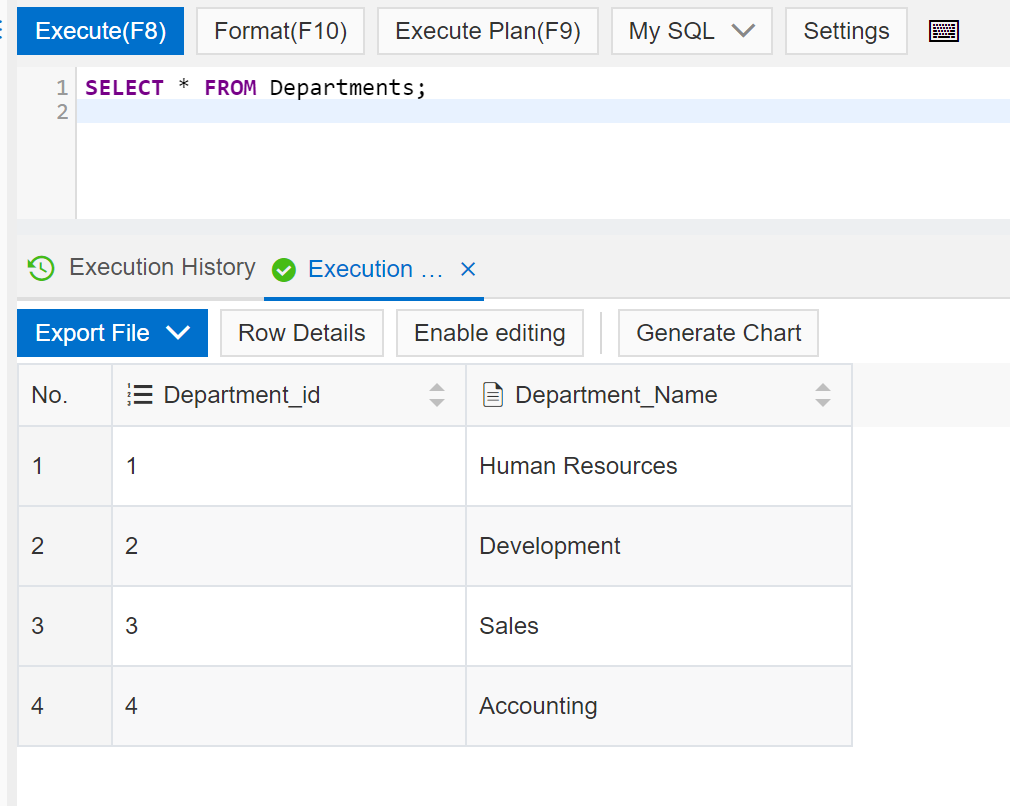 Execute(F8) Format(F10) Execute Plan(F9) My SQL Settings
1 SELECT * FROM Departments;
2
Execution History Execution ...
Export File Row Details Enable editing Generate Chart
No. Department_id Department_Name
1 1 Human Resources
2 2 Development
3 3 Sales
4 4 Accounting